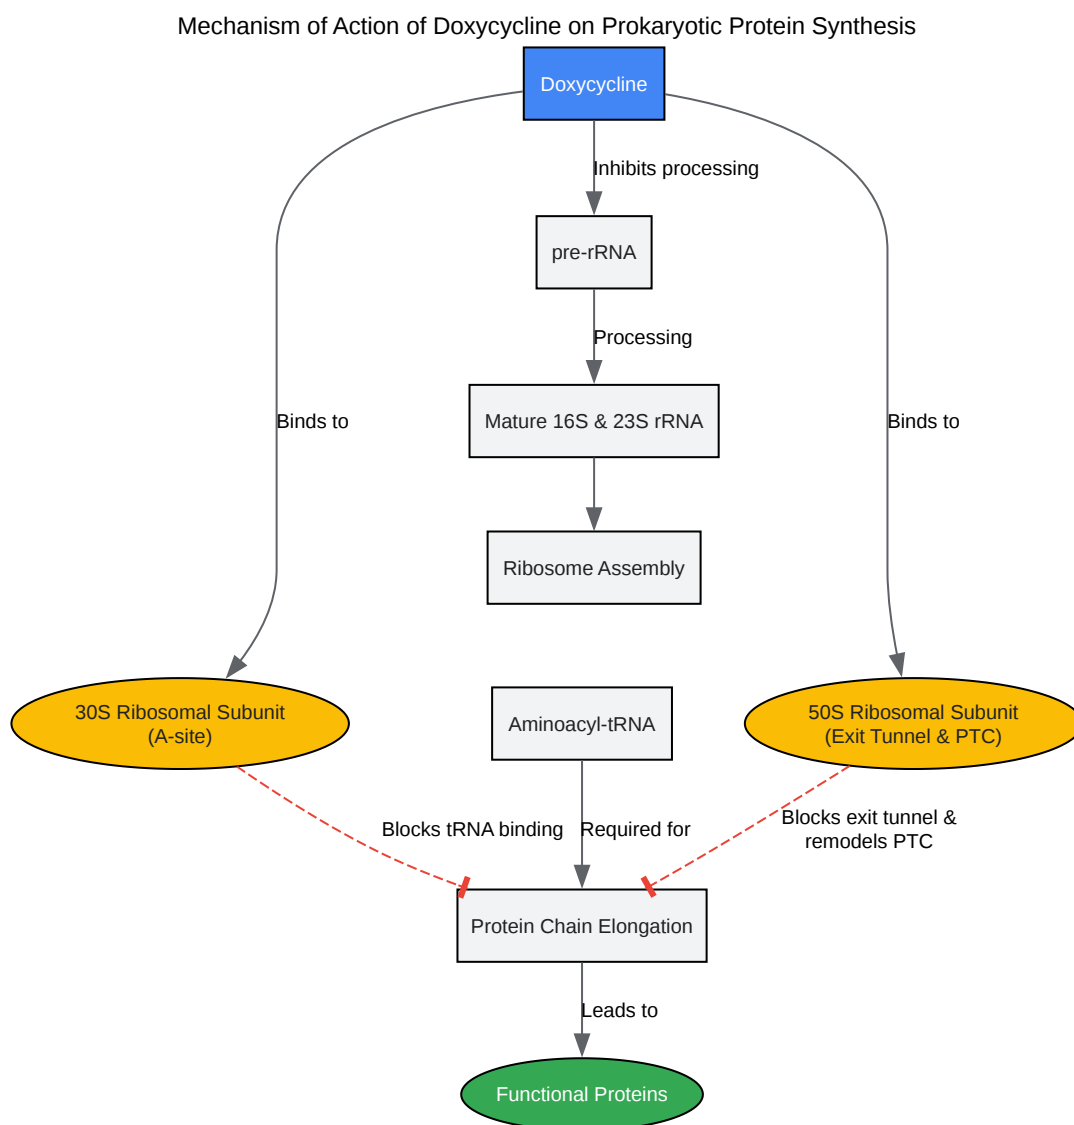 Mechanism of Action of Doxycycline on Prokaryotic Protein Synthesis
Doxycycline
Inhibits processing
pre-rRNA
Processing
Binds to
Mature 16S & 23S rRNA
Binds to
Ribosome Assembly
30S Ribosomal Subunit
(A-site)
Aminoacyl-tRNA
50S Ribosomal Subunit
(Exit Tunnel & PTC)
Blocks tRNA binding
Required for
Blocks exit tunnel &
remodels PTC
Protein Chain Elongation
Leads to
Functional Proteins